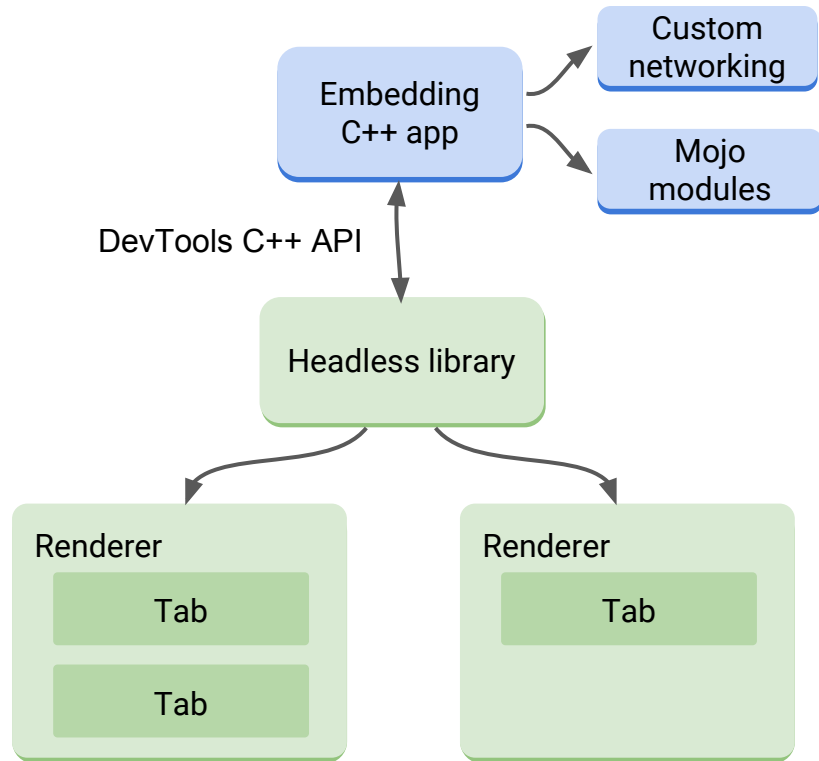 Custom
networking
Embedding
C++ app
Mojo
modules
DevTools C++ API
Headless library
Renderer
Tab
Tab
Renderer
Tab